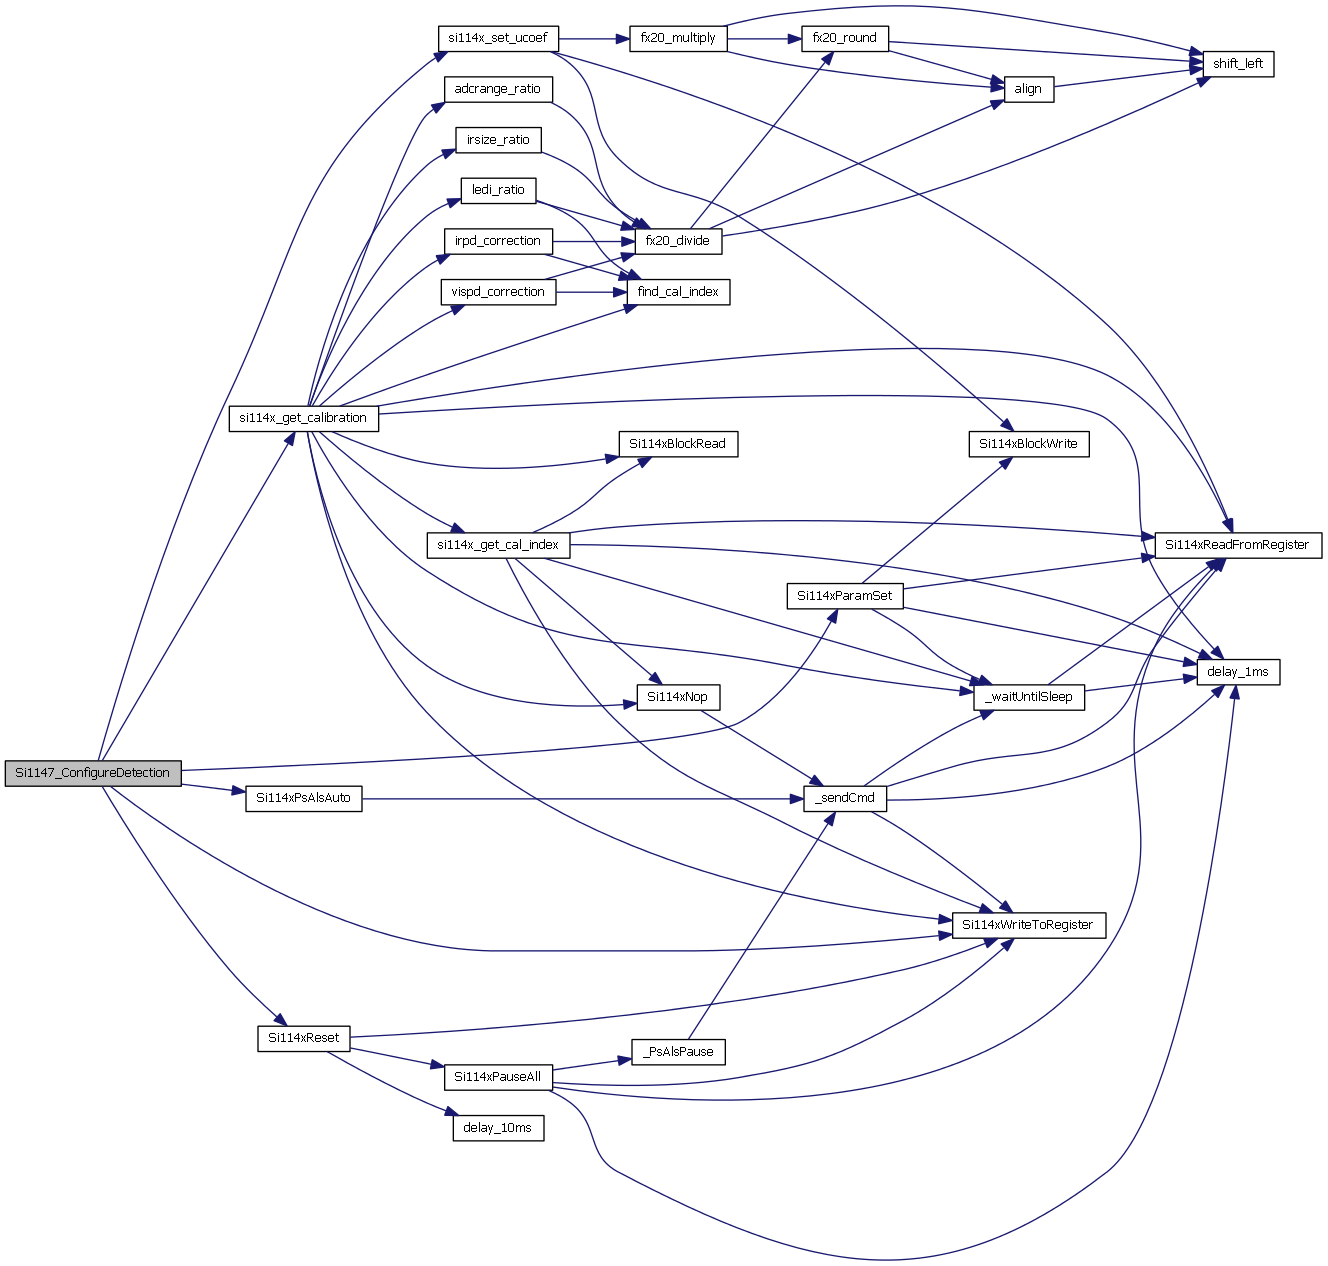 si114x_set_ucoef
fx20_multiply
fx20_round
shift_left
adcrange_ratio
align
irsize_ratio
ledi_ratio
irpd_correction
fx20_divide
vispd_correction
find_cal_index
si114x_get_calibration
Si114xBlockRead
Si114xBlockWrite
si114x_get_cal_index
Si114xReadFromRegister
Si114xParamSet
delay_1ms
Si114xNop
_waitUntilSleep
Si1147_ConfigureDetection
Si114xPsAlsAuto
_sendCmd
Si114xWriteToRegister
Si114xReset
_PsAlsPause
Si114xPauseAll
delay_10ms